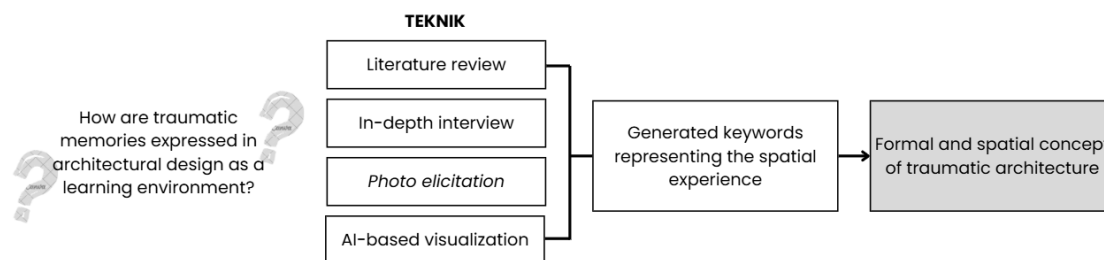 TEKNIK
How are traumatic
memories expressed in
architectural design as a
learning environment?
Literature review
In-depth interview
Photo elicitation
AI-based visualization
Generated keywords
representing the spatial
experience
Formal and spatial concept
of traumatic architecture